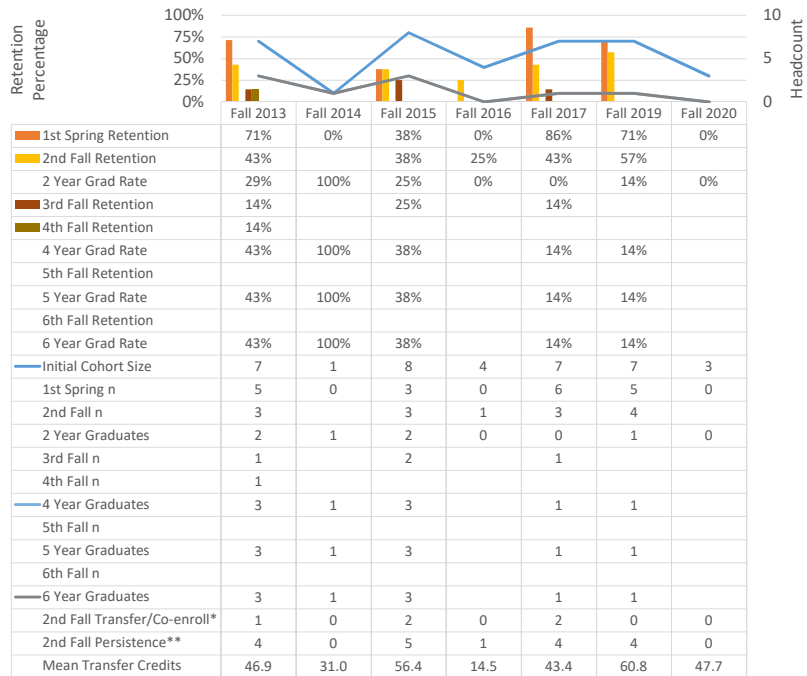 100% 10
75%
50% 5
25%
0% 0
Retention
Percentage
Headcount
Fall 2013 Fall 2014 Fall 2015 Fall 2016 Fall 2017 Fall 2019 Fall 2020
1st Spring Retention 71% 0% 38% 0% 86% 71% 0%
2nd Fall Retention 43% 38% 25% 43% 57%
2 Year Grad Rate 29% 100% 25% 0% 0% 14% 0%
3rd Fall Retention 14% 25% 14%
4th Fall Retention 14%
4 Year Grad Rate 43% 100% 38% 14% 14%
5th Fall Retention
5 Year Grad Rate 43% 100% 38% 14% 14%
6th Fall Retention
6 Year Grad Rate 43% 100% 38% 14% 14%
Initial Cohort Size 7 1 8 4 7 7 3
1st Spring n 5 0 3 0 6 5 0
2nd Fall n 3 3 1 3 4
2 Year Graduates 2 1 2 0 0 1 0
3rd Fall n 1 2 1
4th Fall n 1
4 Year Graduates 3 1 3 1 1
5th Fall n
5 Year Graduates 3 1 3 1 1
6th Fall n
6 Year Graduates 3 1 3 1 1
2nd Fall Transfer/Co-enroll* 1 0 2 0 2 0 0
2nd Fall Persistence** 4 0 5 1 4 4 0
Mean Transfer Credits 46.9 31.0 56.4 14.5 43.4 60.8 47.7